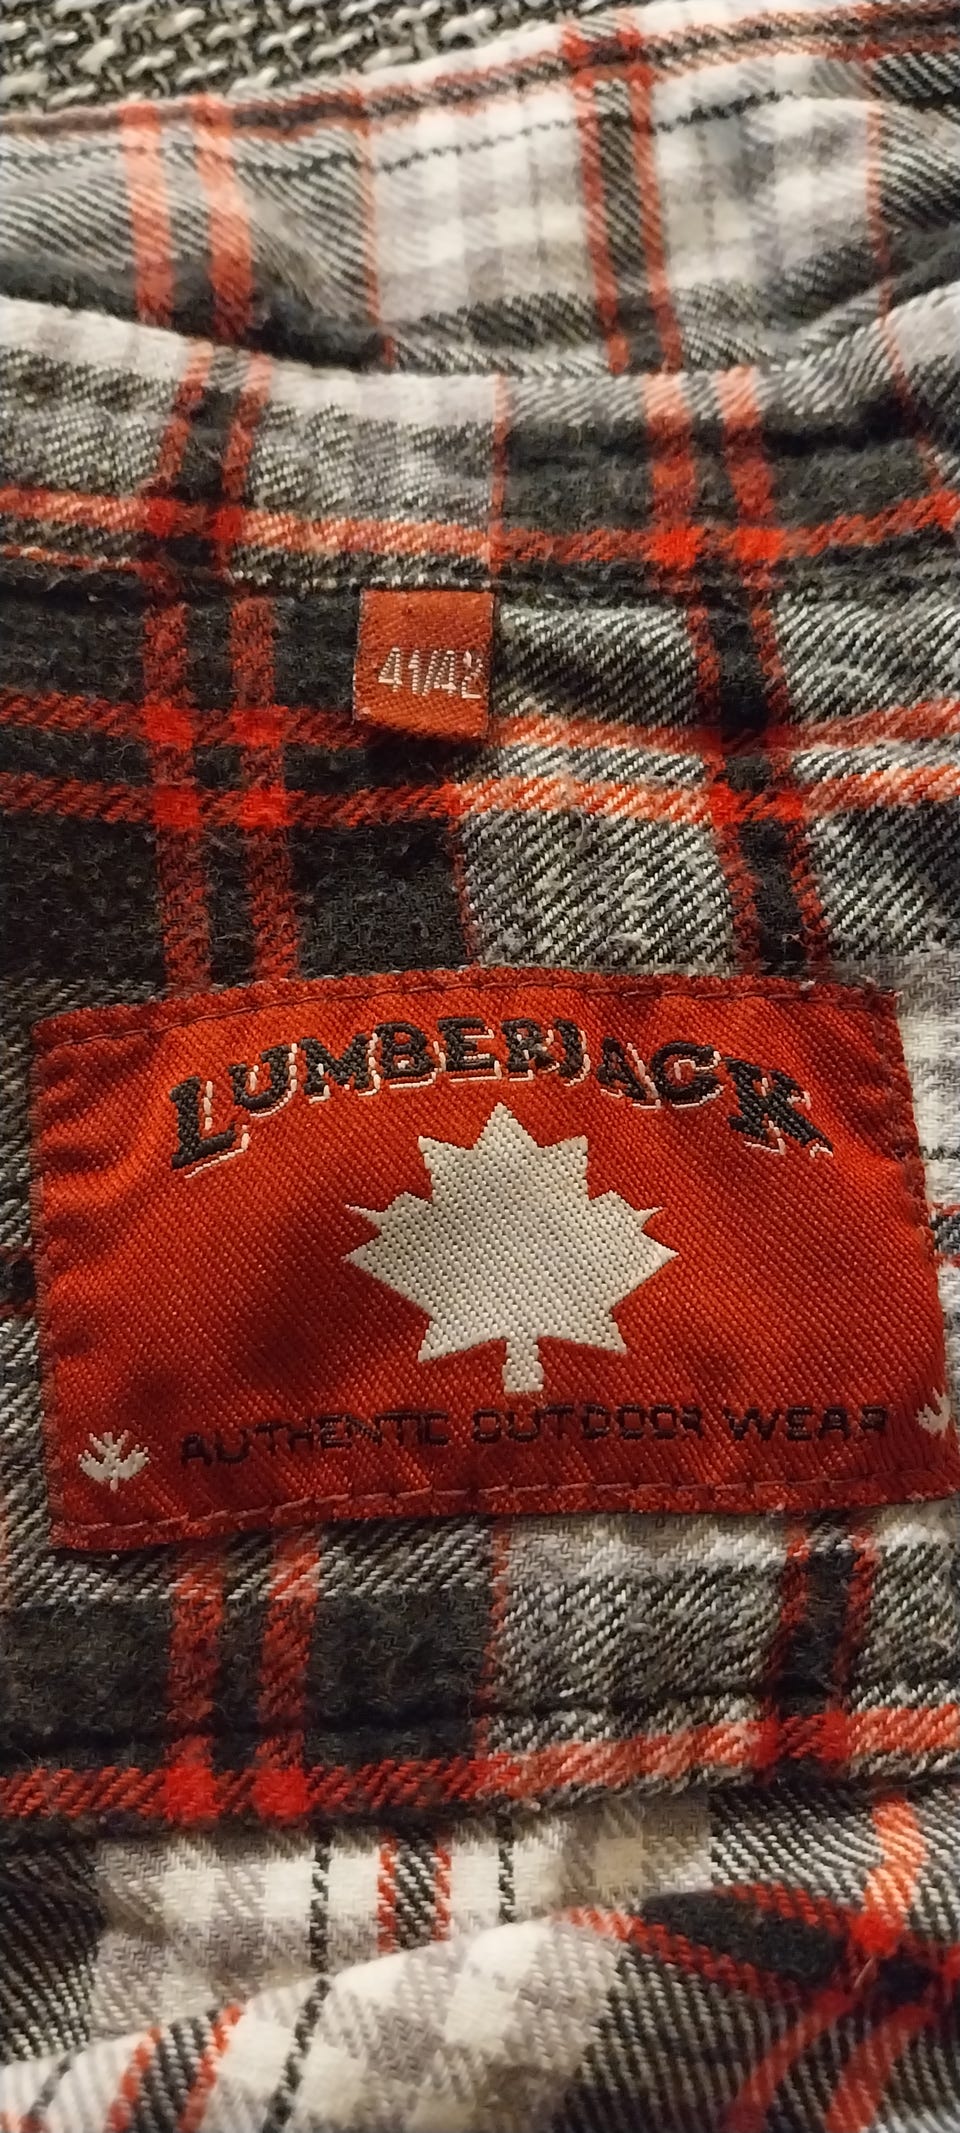 41/42
LUMBERJACK
AUTHENTIC OUTDOOR WEAR